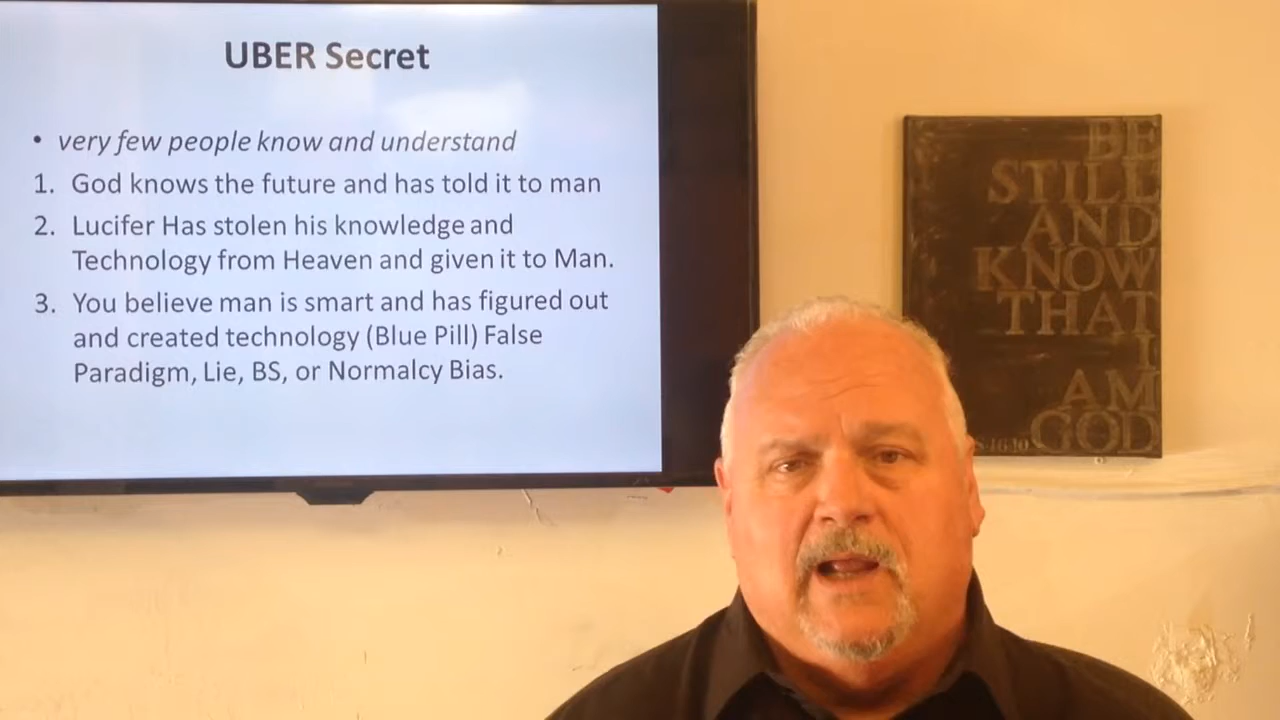 UBER Secret
• very few people know and understand
1. God knows the future and has told it to man
2. Lucifer Has stolen his knowledge and
Technology from Heaven and given it to Man.
3. You believe man is smart and has figured out
and created technology (Blue Pill) False
Paradigm, Lie, BS, or Normalcy Bias.
BE
STILL
AND
KNOW
THAT
I
AM
GOD